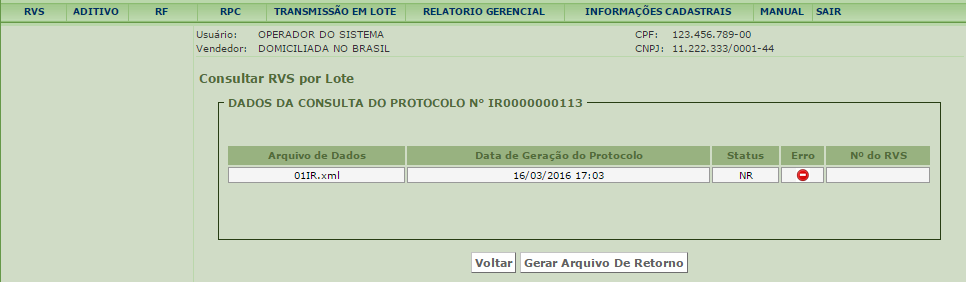 RVS ADITIVO RF RPC TRANSMISSÃO EM LOTE RELATORIO GERENCIAL INFORMAÇÕES CADASTRAIS MANUAL SAIR
Usuário: OPERADOR DO SISTEMA CPF: 123.456.789-00
Vendedor: DOMICILIADA NO BRASIL CNPJ: 11.222.333/0001-44
Consultar RVS por Lote
DADOS DA CONSULTA DO PROTOCOLO N° IR0000000113
Arquivo de Dados Data de Geração do Protocolo Status Erro Nº do RVS
01IR.xml 16/03/2016 17:03 NR
Voltar Gerar Arquivo De Retorno